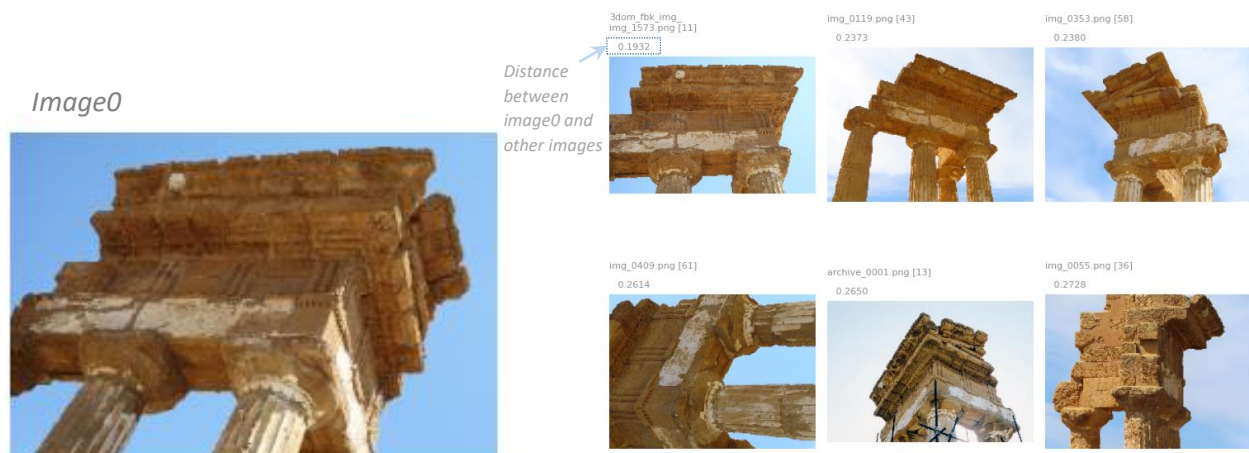 Image0
Distance
between
image0 and
other images
3dom_fbk_img_
img_1573.png [11]
0.1932
img_0119.png [43]
0.2373
img_0353.png [58]
0.2380
img_0409.png [61]
0.2614
archive_0001.png [13]
0.2650
img_0055.png [36]
0.2728